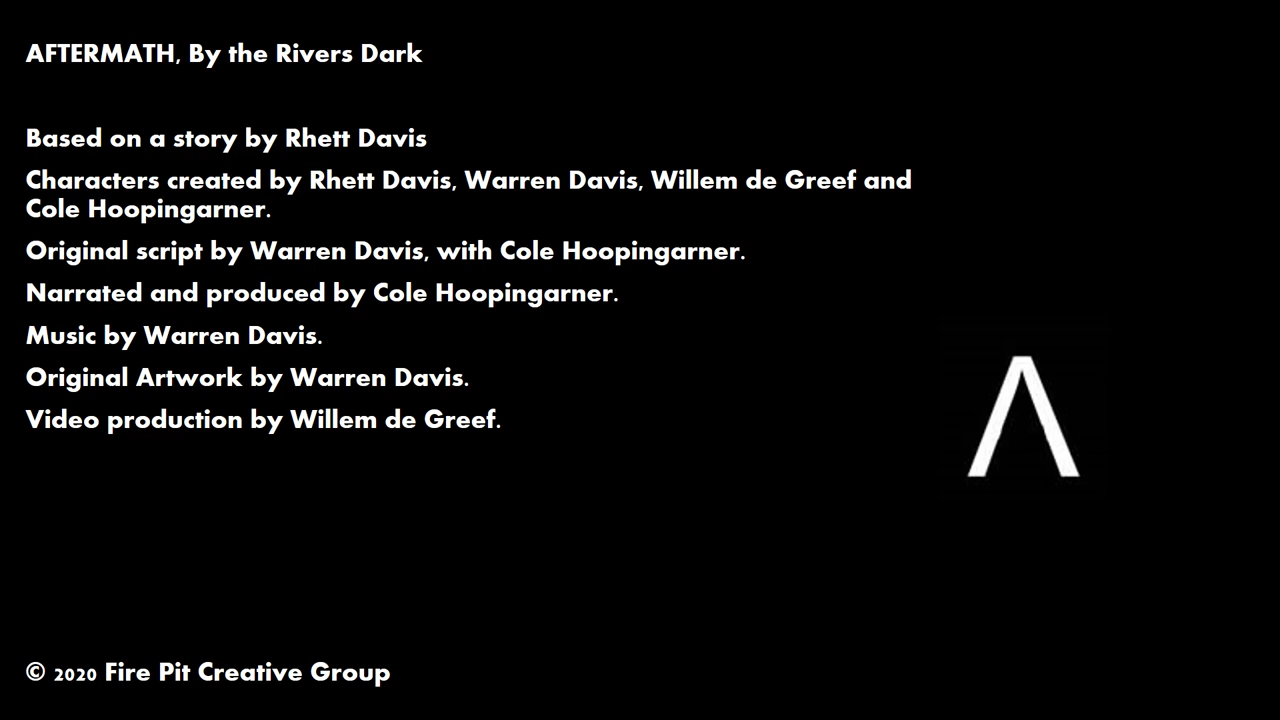 AFTERMATH, By the Rivers Dark
Based on a story by Rhett Davis
Characters created by Rhett Davis, Warren Davis, Willem de Greef and
Cole Hoopingarner.
Original script by Warren Davis, with Cole Hoopingarner.
Narrated and produced by Cole Hoopingarner.
Music by Warren Davis.
Original Artwork by Warren Davis.
Video production by Willem de Greef.
Λ
© 2020 Fire Pit Creative Group